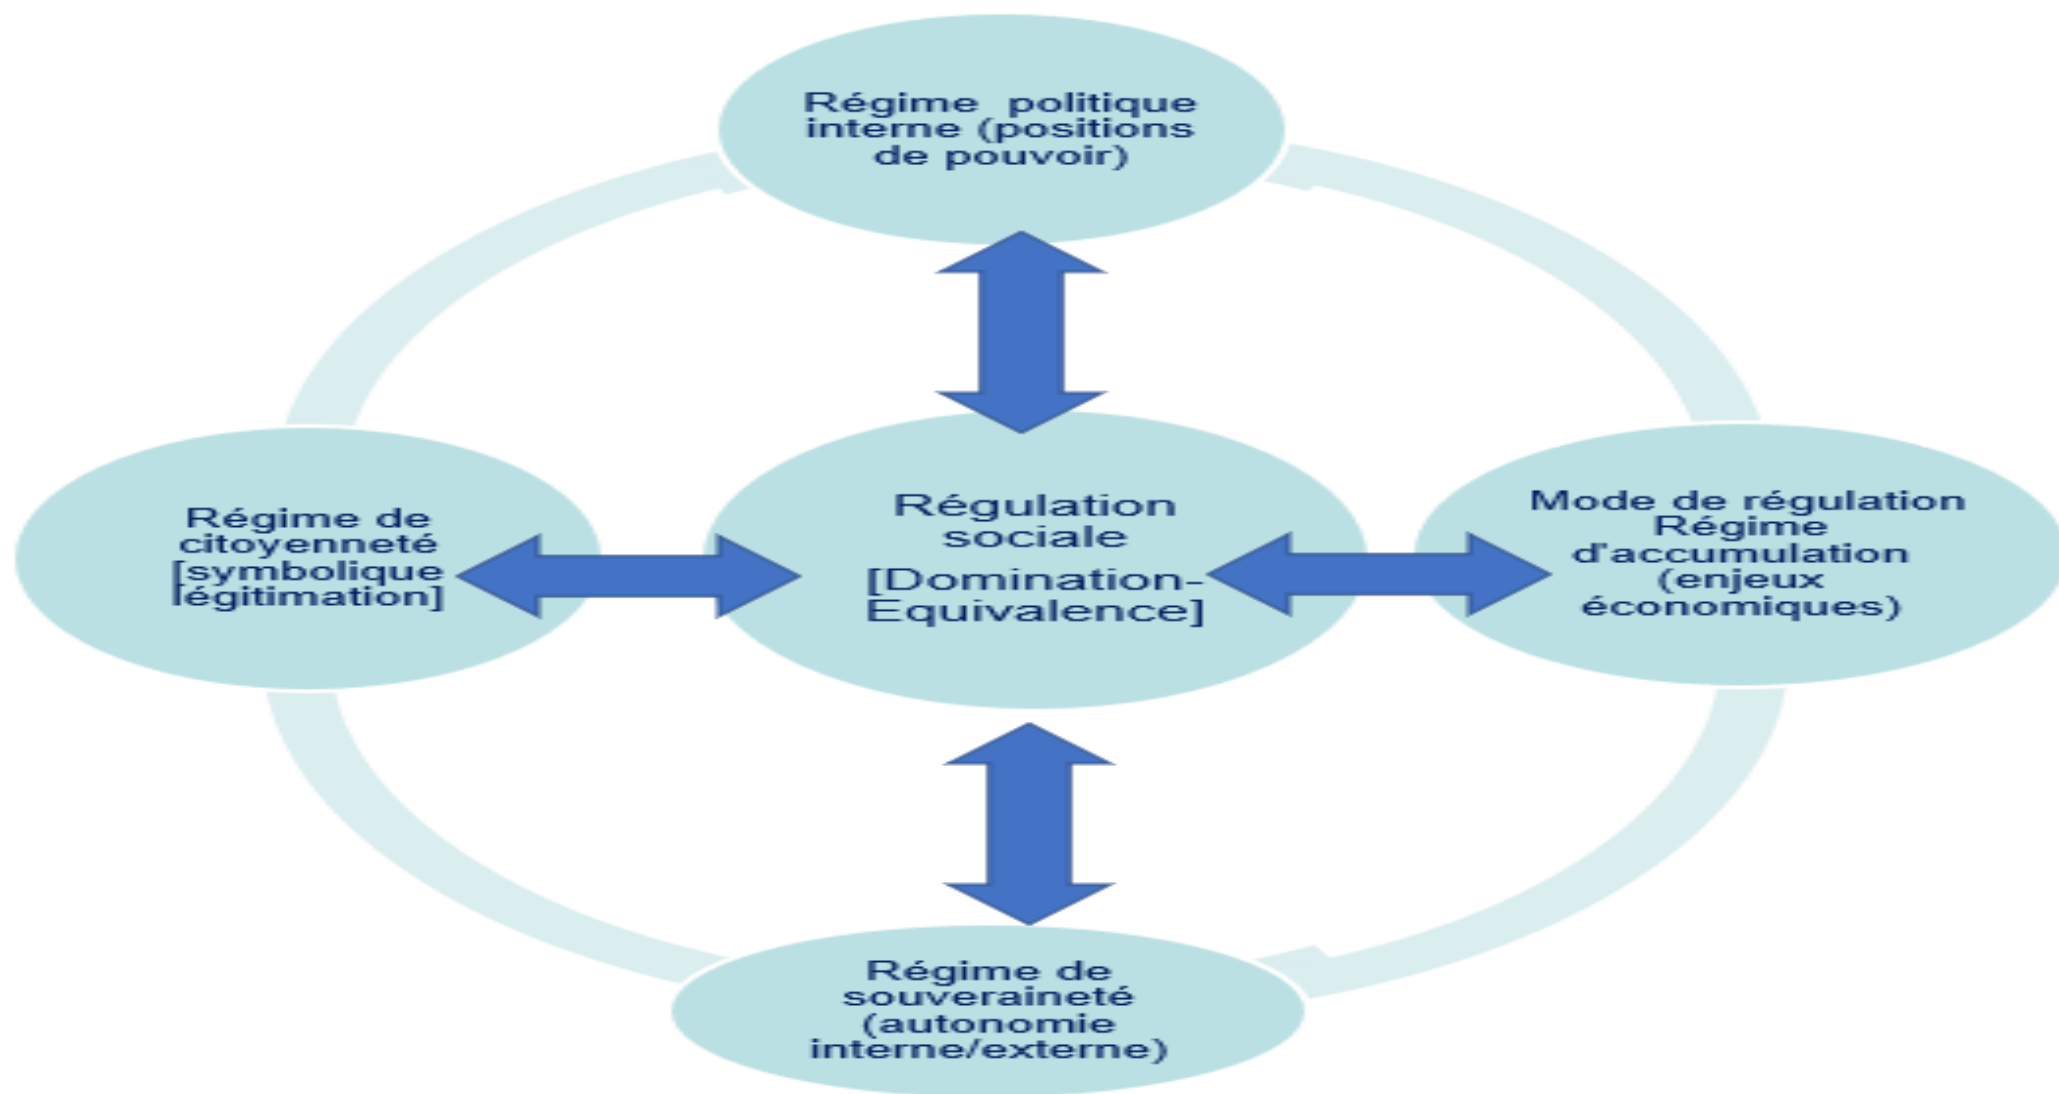 Régime politique
interne (positions
de pouvoir)
Régime de
citoyenneté
[symbolique
légitimation]
Régulation
sociale
[Domination-
Equivalence]
Mode de régulation
Régime
d'accumulation
(enjeux
économiques)
Régime de
souveraineté
(autonomie
interne/externe)